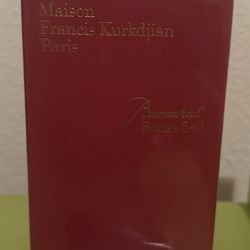 Maison
Francis Kurkdjian
Paris
Baccarat
Rouge 540